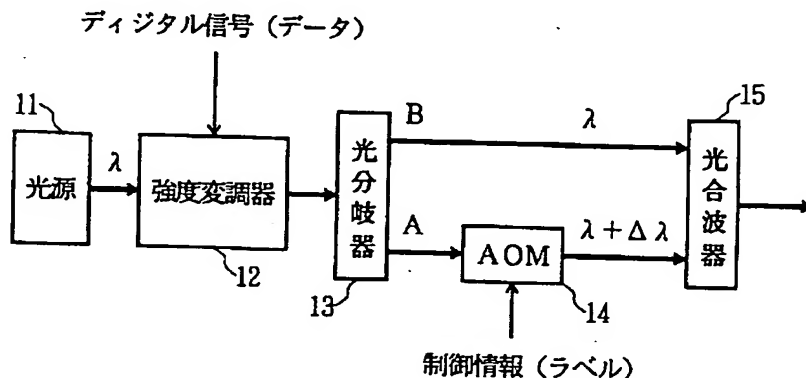 ディジタル信号（データ）
11
λ
光源
強度変調器
12
光分岐器
13
B
λ
A
AOM
14
λ＋Δλ
15
光合波器
制御情報（ラベル）